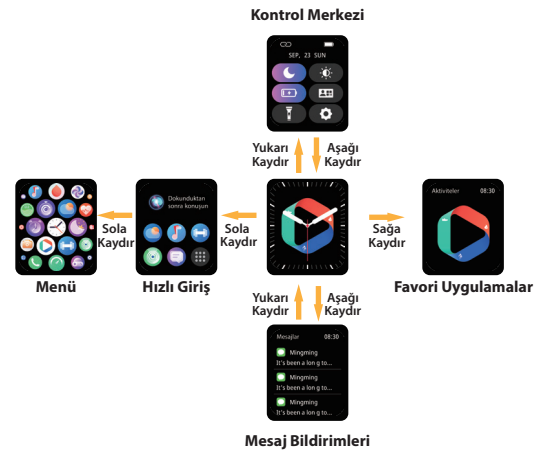 Kontrol Merkezi
SEP, 23 SUN
Yukarı Kaydır
Aşağı Kaydır
Dokunduktan
sonra konuşun
Aktiviteler 08:30
Sola Kaydır
Sola Kaydır
Sağa Kaydır
Menü
Hızlı Giriş
Favori Uygulamalar
Yukarı Kaydır
Aşağı Kaydır
Mesajlar 08:30
Mingming
It's been a lon g to...
Mingming
It's been a lon g to...
Mingming
It's been a lon g to...
Mesaj Bildirimleri